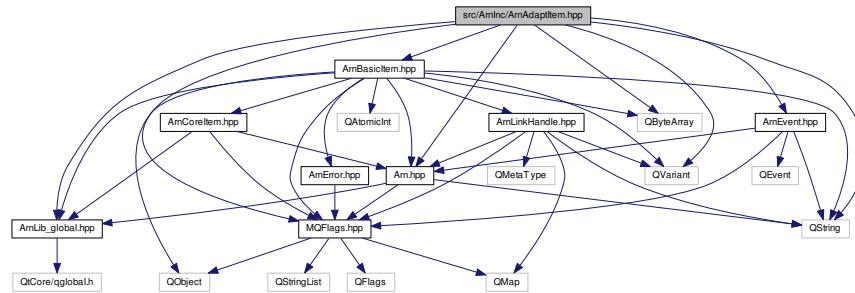 src/ArnInc/ArnAdaptItem.hpp
ArnBasicItem.hpp
ArnCoreItem.hpp
QAtomicInt
ArnLinkHandle.hpp
QByteArray
ArnEvent.hpp
ArnError.hpp
Arn.hpp
QMetaType
QVariant
QEvent
ArnLib_global.hpp
MQFlags.hpp
QString
QtCore/qglobal.h
QObject
QStringList
QFlags
QMap